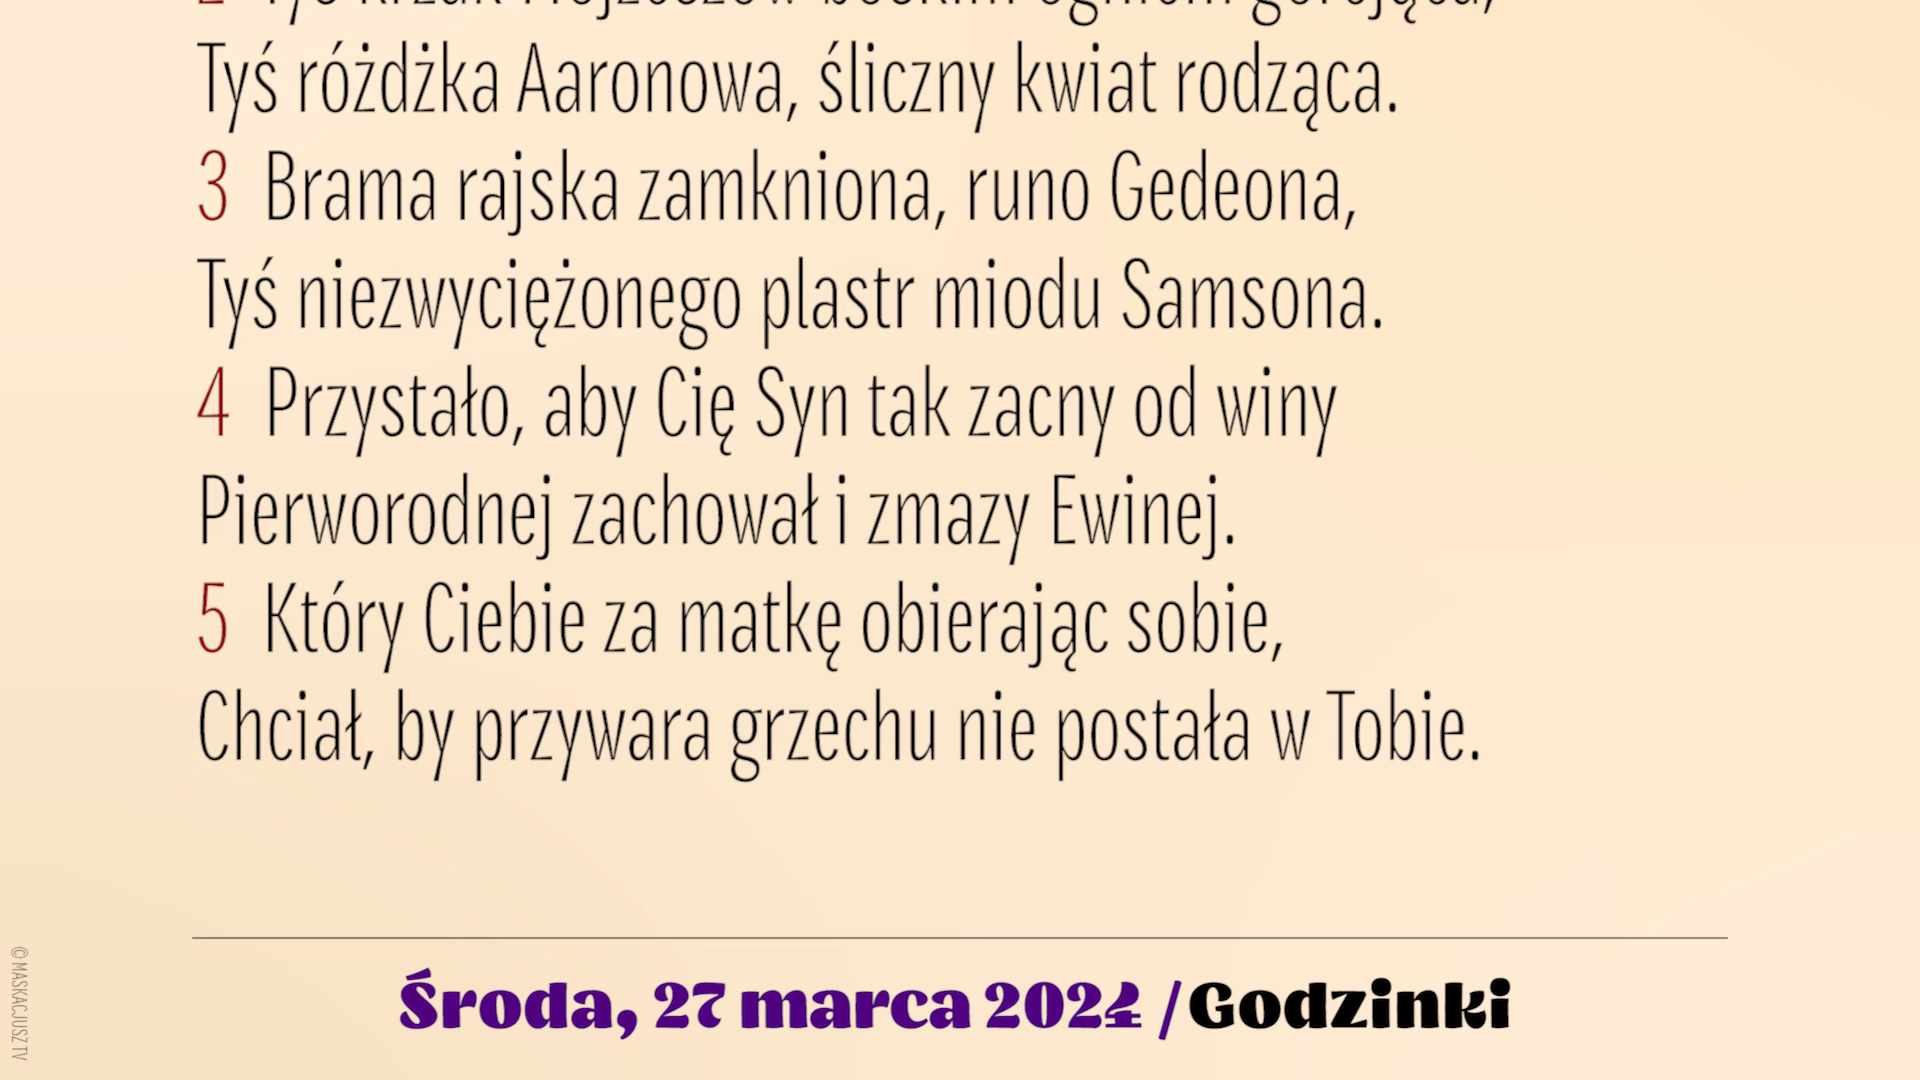 Tyś różdżka Aaronowa, śliczny kwiat rodząca.
3 Brama rajska zamkniona, runo Gedeona,
Tyś niezwyciężonego plastr miodu Samsona.
4 Przystało, aby Cię Syn tak zacny od winy
Pierworodnej zachował i zmazy Ewinej.
5 Który Ciebie za matkę obierając sobie,
Chciał, by przywara grzechu nie postała w Tobie.
Środa, 27 marca 2024 / Godzinki
© MASKACJUSZ TV